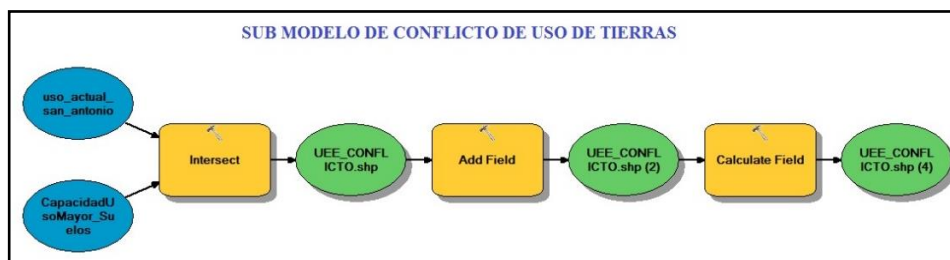 SUB MODELO DE CONFLICTO DE USO DE TIERRAS
uso_actual_
san_antonio
Intersect
UEE_CONFL
ICTO.shp
Add Field
UEE_CONFL
ICTO.shp (2)
Calculate Field
UEE_CONFL
ICTO.shp (4)
CapacidadU
soMayor_Su
elos